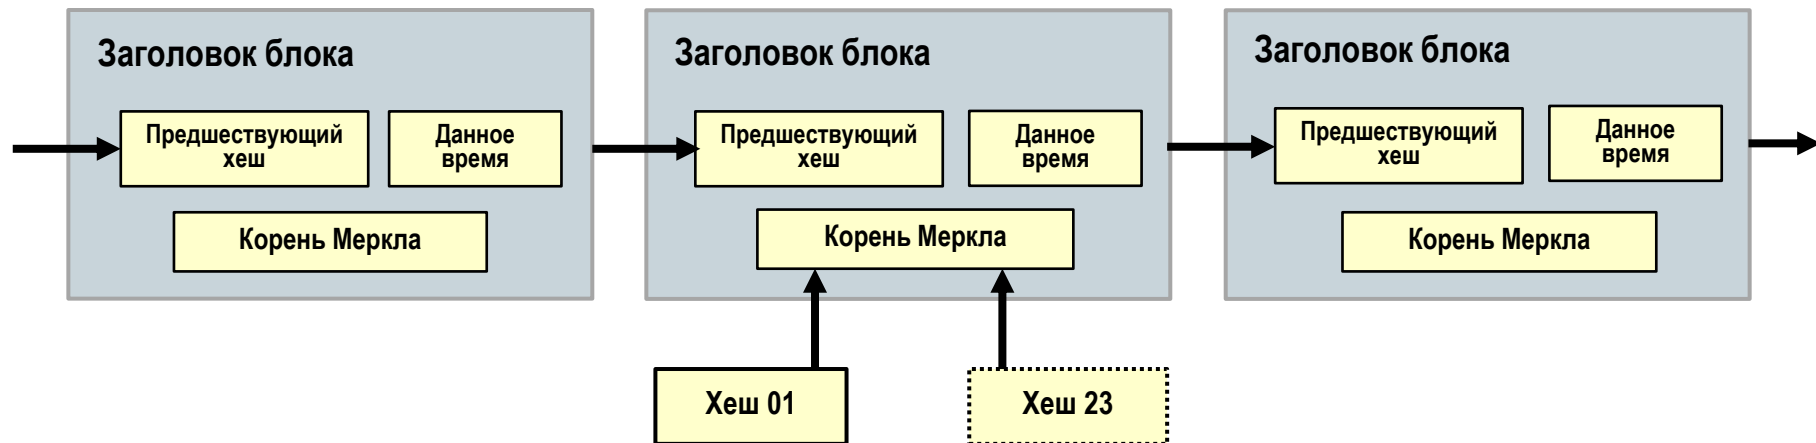 Заголовок блока
Предшествующий
хеш
Данное
время
Корень Меркла
Заголовок блока
Предшествующий
хеш
Данное
время
Корень Меркла
Хеш 01
Хеш 23
Заголовок блока
Предшествующий
хеш
Данное
время
Корень Меркла